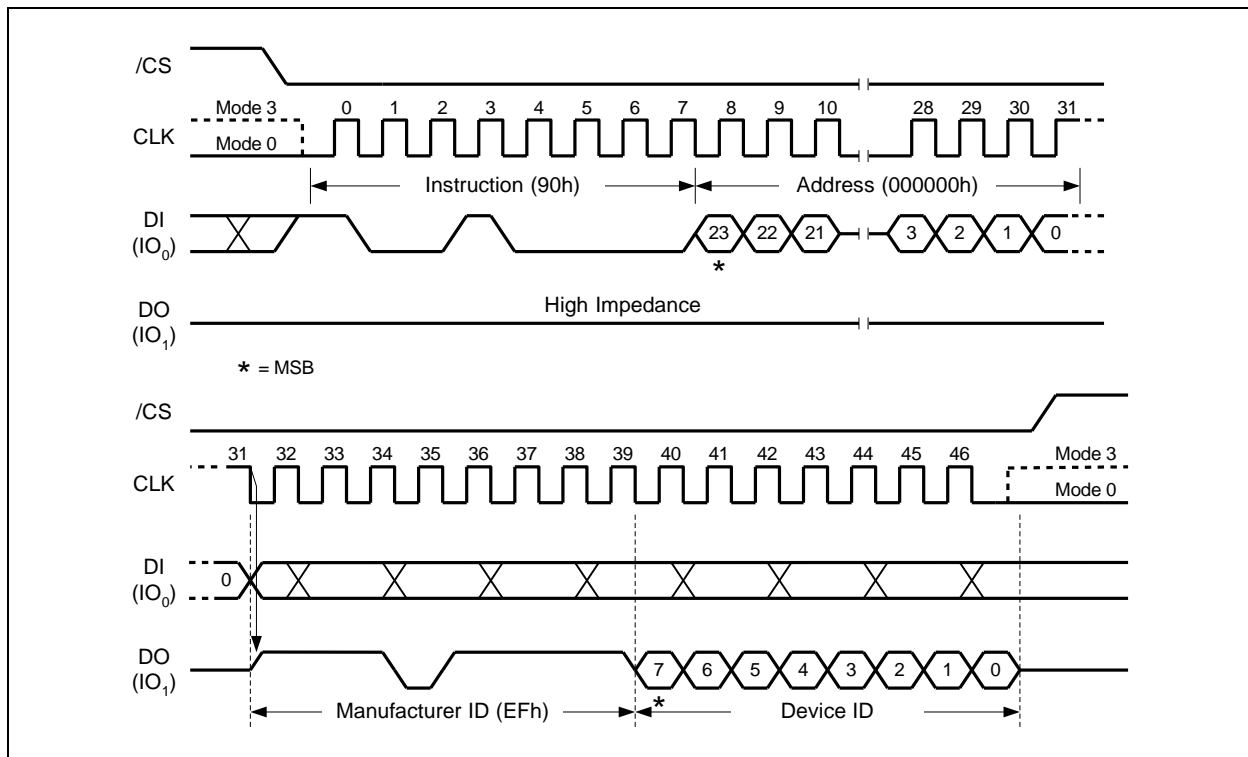 /CS
Mode 3 0 1 2 3 4 5 6 7 8 9 10 28 29 30 31
CLK
Mode 0
Instruction (90h) Address (000000h)
DI
(IO0) 23 22 21 3 2 1 0
*
High Impedance
DO
(IO1)
* = MSB
/CS
31 32 33 34 35 36 37 38 39 40 41 42 43 44 45 46 Mode 3
CLK
Mode 0
DI
(IO0) 0
DO
(IO1) 7 6 5 4 3 2 1 0
*
Manufacturer ID (EFh) Device ID